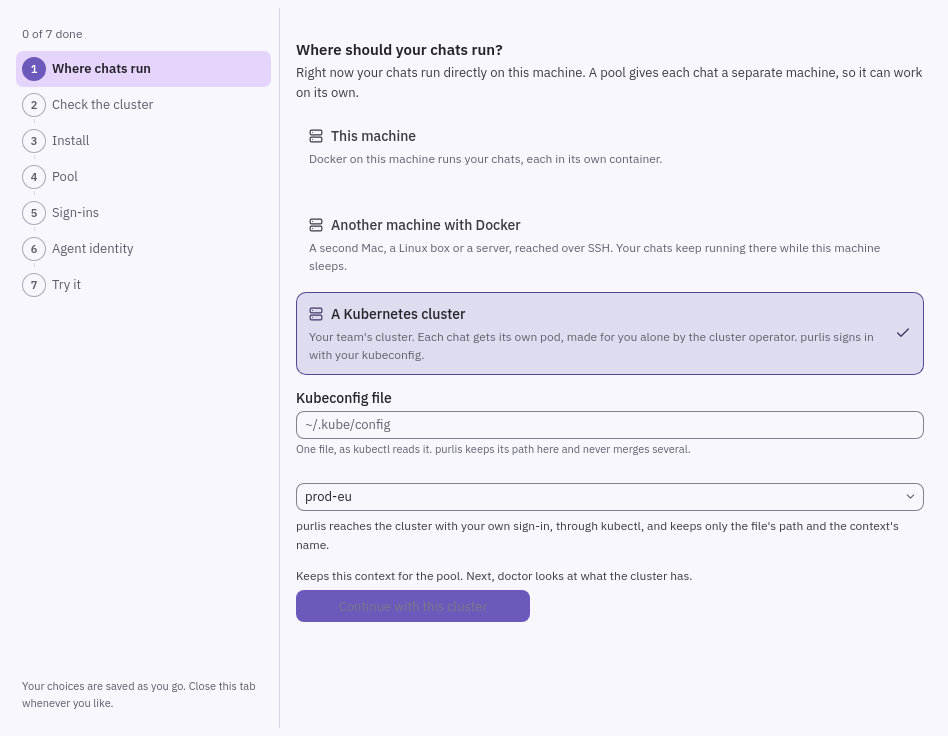 0 of 7 done
1 Where chats run
2 Check the cluster
3 Install
4 Pool
5 Sign-ins
6 Agent identity
7 Try it
Your choices are saved as you go. Close this tab
whenever you like.
Where should your chats run?
Right now your chats run directly on this machine. A pool gives each chat a separate machine, so it can work
on its own.
This machine
Docker on this machine runs your chats, each in its own container.
Another machine with Docker
A second Mac, a Linux box or a server, reached over SSH. Your chats keep running there while this machine
sleeps.
A Kubernetes cluster
Your team's cluster. Each chat gets its own pod, made for you alone by the cluster operator. purlis signs in
with your kubeconfig.
Kubeconfig file
~/.kube/config
One file, as kubectl reads it. purlis keeps its path here and never merges several.
prod-eu
purlis reaches the cluster with your own sign-in, through kubectl, and keeps only the file's path and the context's
name.
Keeps this context for the pool. Next, doctor looks at what the cluster has.
Continue with this cluster